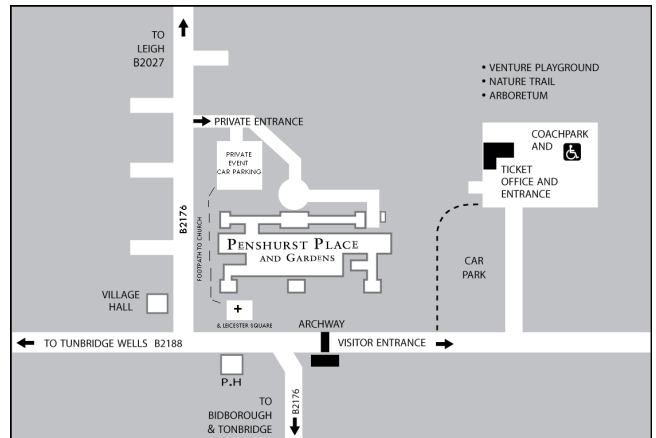 TO
LEIGH
B2027
• VENTURE PLAYGROUND
• NATURE TRAIL
• ARBORETUM
PRIVATE ENTRANCE
COACHPARK
AND
PRIVATE
EVENT
CAR PARKING
TICKET
OFFICE AND
ENTRANCE
B2176
FOOTPATH TO CHURCH
PENSHURST PLACE
AND GARDENS
CAR
PARK
VILLAGE
HALL
& LEICESTER SQUARE
ARCHWAY
TO TUNBRIDGE WELLS B2188
VISITOR ENTRANCE
P.H
TO
BIDBOROUGH
& TONBRIDGE
B2176